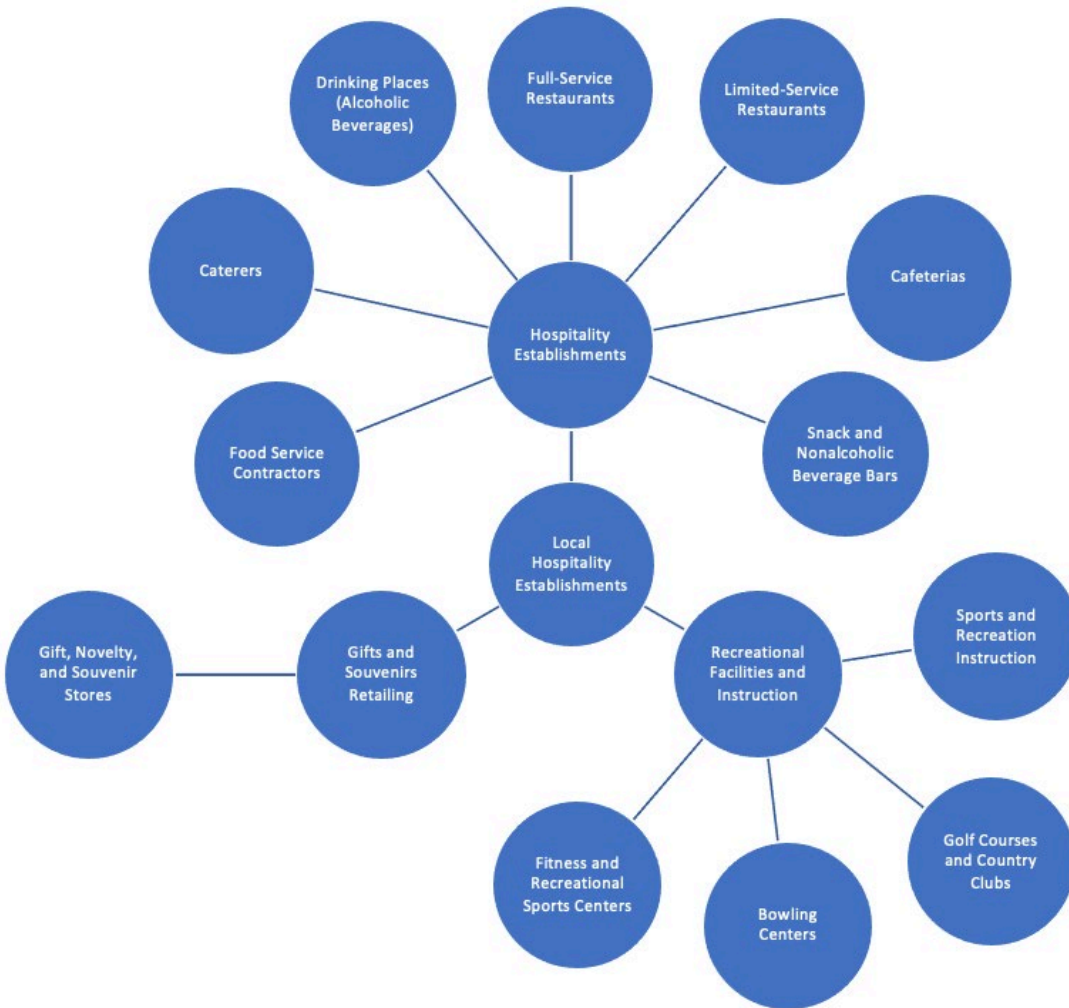 Drinking Places
(Alcoholic
Beverages)
Full-Service
Restaurants
Limited-Service
Restaurants
Caterers
Cafeterias
Hospitality
Establishments
Food Service
Contractors
Snack and
Nonalcoholic
Beverage Bars
Local
Hospitality
Establishments
Gift, Novelty,
and Souvenir
Stores
Gifts and
Souvenirs
Retailing
Recreational
Facilities and
Instruction
Sports and
Recreation
Instruction
Fitness and
Recreational
Sports Centers
Bowling
Centers
Golf Courses
and Country
Clubs